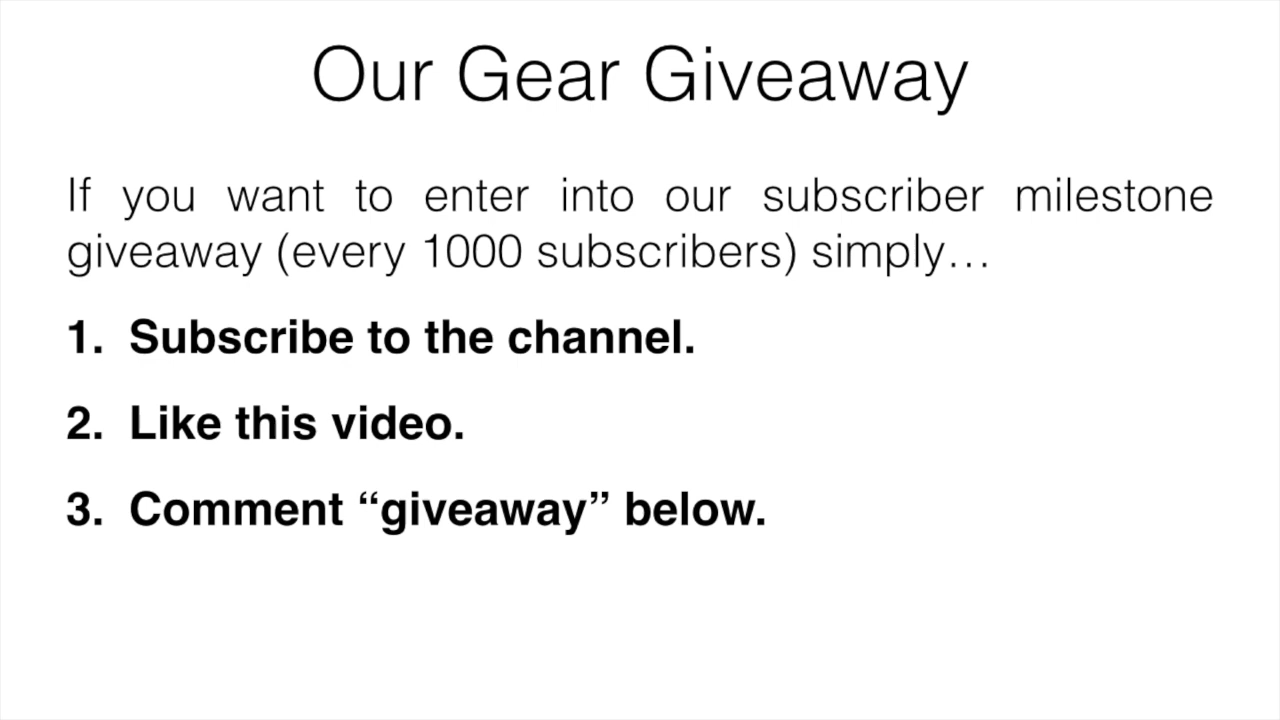 Our Gear Giveaway
If you want to enter into our subscriber milestone
giveaway (every 1000 subscribers) simply…
1. Subscribe to the channel.
2. Like this video.
3. Comment “giveaway” below.